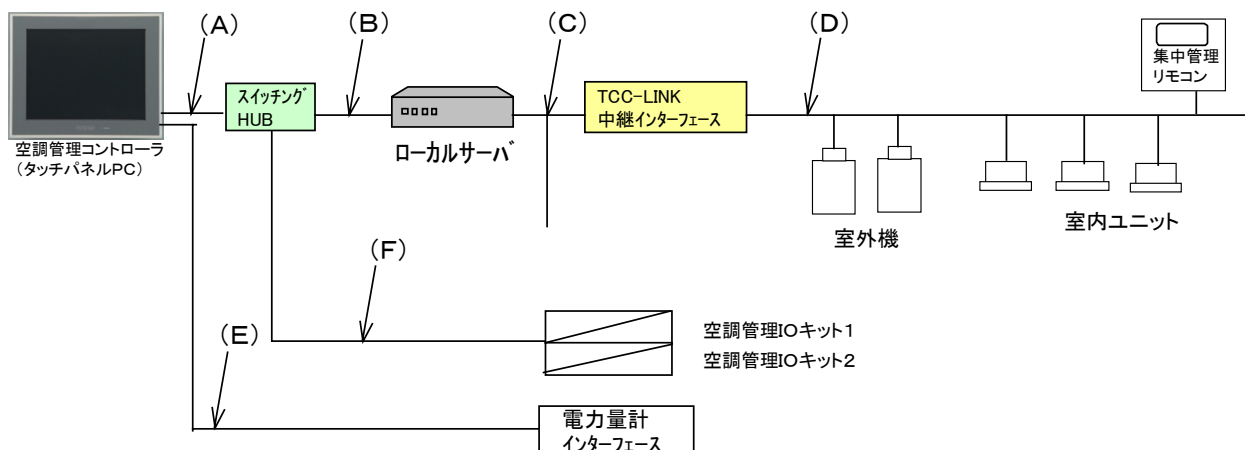 (A)
(B)
(C)
(D)
集中管理
リモコン
スイッチング
HUB
TCC-LINK
中継インターフェース
空調管理コントローラ
(タッチパネルPC)
ローカルサーバ
室外機
室内ユニット
(F)
(E)
空調管理IOキット1
空調管理IOキット2
電力量計
インターフェース